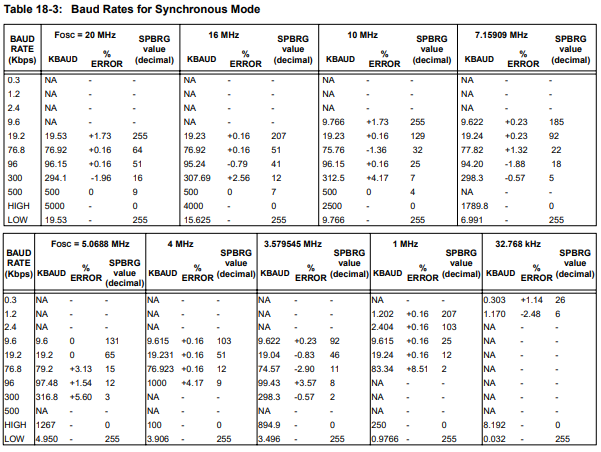 Table 18-3: Baud Rates for Synchronous Mode
BAUD RATE (Kbps) FOSC = 20 MHz SPBRG value (decimal) 16 MHz SPBRG value (decimal) 10 MHz SPBRG value (decimal) 7.15909 MHz SPBRG value (decimal)
KBAUD % ERROR KBAUD % ERROR KBAUD % ERROR KBAUD % ERROR
0.3 NA - - NA - - NA - - NA - -
1.2 NA - - NA - - NA - - NA - -
2.4 NA - - NA - - NA - - NA - -
9.6 NA - - NA - - 9.766 +1.73 255 9.622 +0.23 185
19.2 19.53 +1.73 255 19.23 +0.16 207 19.23 +0.16 129 19.24 +0.23 92
76.8 76.92 +0.16 64 76.92 +0.16 51 75.76 -1.36 32 77.82 +1.32 22
96 96.15 +0.16 51 95.24 -0.79 41 96.15 +0.16 25 94.20 -1.88 18
300 294.1 -1.96 16 307.69 +2.56 12 312.5 +4.17 7 298.3 -0.57 5
500 500 0 9 500 0 7 500 0 4 NA - -
HIGH 5000 - 0 4000 - 0 2500 - 0 1789.8 - 0
LOW 19.53 - 255 15.625 - 255 9.766 - 255 6.991 - 255
BAUD RATE (Kbps) FOSC = 5.0688 MHz SPBRG value (decimal) 4 MHz SPBRG value (decimal) 3.579545 MHz SPBRG value (decimal) 1 MHz SPBRG value (decimal) 32.768 kHz SPBRG value (decimal)
KBAUD % ERROR KBAUD % ERROR KBAUD % ERROR KBAUD % ERROR KBAUD % ERROR
0.3 NA - - NA - - NA - - NA - - 0.303 +1.14 26
1.2 NA - - NA - - NA - - 1.202 +0.16 207 1.170 -2.48 6
2.4 NA - - NA - - NA - - 2.404 +0.16 103 NA - -
9.6 9.6 0 131 9.615 +0.16 103 9.622 +0.23 92 9.615 +0.16 25 NA - -
19.2 19.2 0 65 19.231 +0.16 51 19.04 -0.83 46 19.24 +0.16 12 NA - -
76.8 79.2 +3.13 15 76.923 +0.16 12 74.57 -2.90 11 83.34 +8.51 2 NA - -
96 97.48 +1.54 12 1000 +4.17 9 99.43 +3.57 8 NA - - NA - -
300 316.8 +5.60 3 NA - - 298.3 -0.57 2 NA - - NA - -
500 NA - - NA - - NA - - NA - - NA - -
HIGH 1267 - 0 100 - 0 894.9 - 0 250 - 0 8.192 - 0
LOW 4.950 - 255 3.906 - 255 3.496 - 255 0.9766 - 255 0.032 - 255